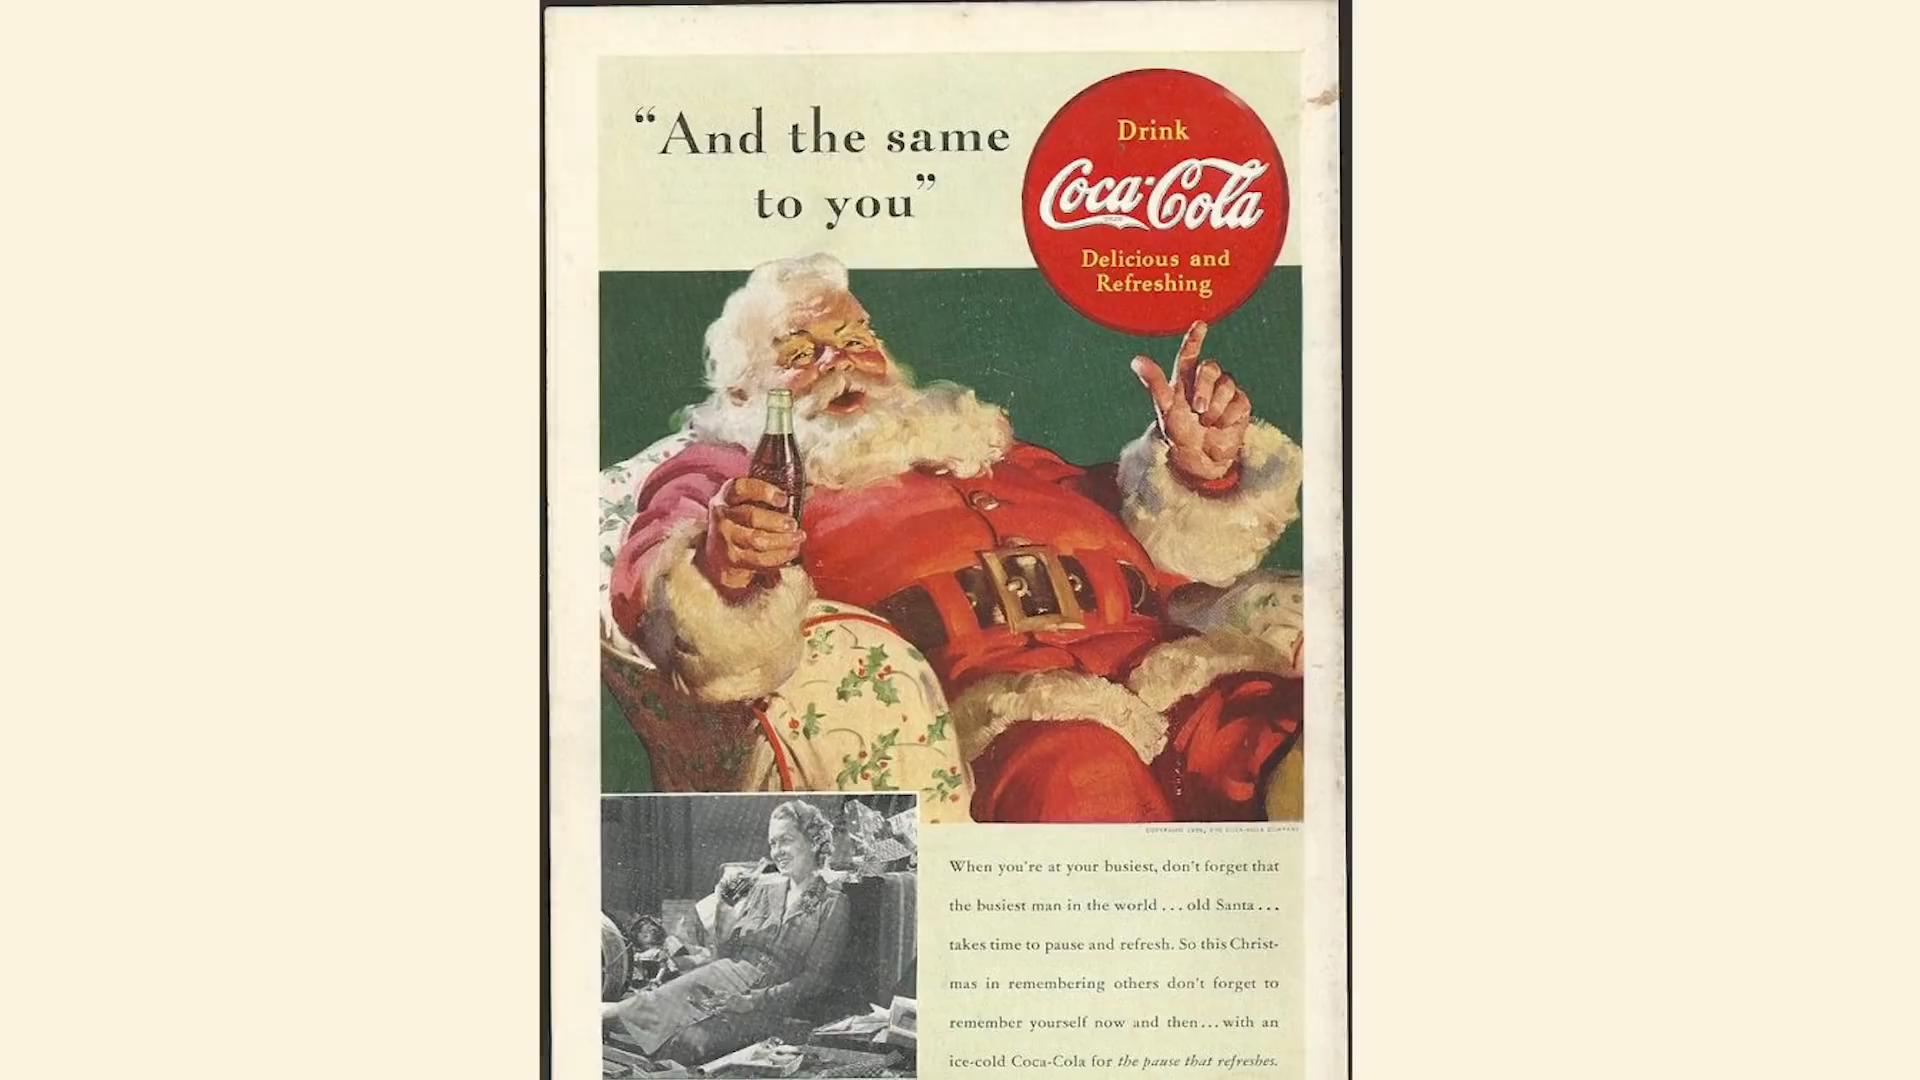 “And the same
to you”
Drink
Coca-Cola
Delicious and
Refreshing
When you're at your busiest, don't forget that
the busiest man in the world . . . old Santa . . .
takes time to pause and refresh. So this Christ-
mas in remembering others don't forget to
remember yourself now and then . . . with an
ice-cold Coca-Cola for the pause that refreshes.